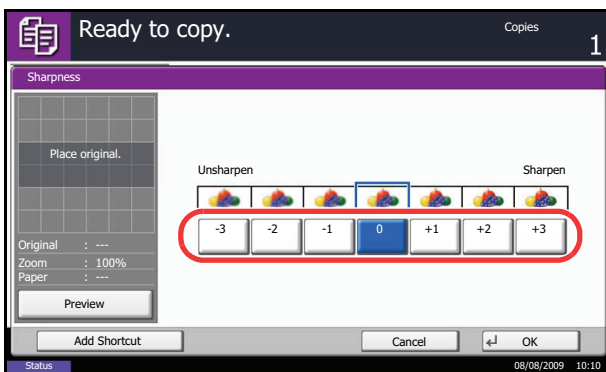 Ready to copy.
Copies
1
Sharpness
Place original.
Unsharpen
Sharpen
-3 -2 -1 0 +1 +2 +3
Original : ---
Zoom : 100%
Paper : ---
Preview
Add Shortcut
Cancel
OK
Status
08/08/2009 10:10